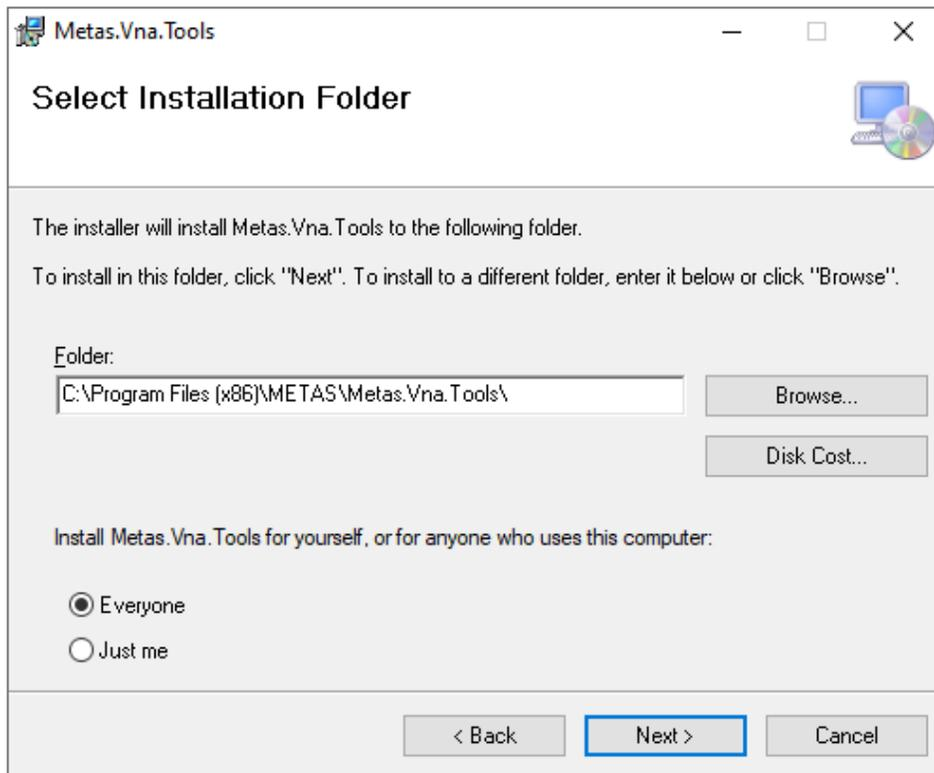 Metas.Vna.Tools
Select Installation Folder
The installer will install Metas.Vna.Tools to the following folder.
To install in this folder, click "Next". To install to a different folder, enter it below or click "Browse".
Folder:
C:\Program Files (x86)\METAS\Metas.Vna.Tools\
Browse...
Disk Cost...
Install Metas.Vna.Tools for yourself, or for anyone who uses this computer:
Everyone
Just me
< Back
Next >
Cancel